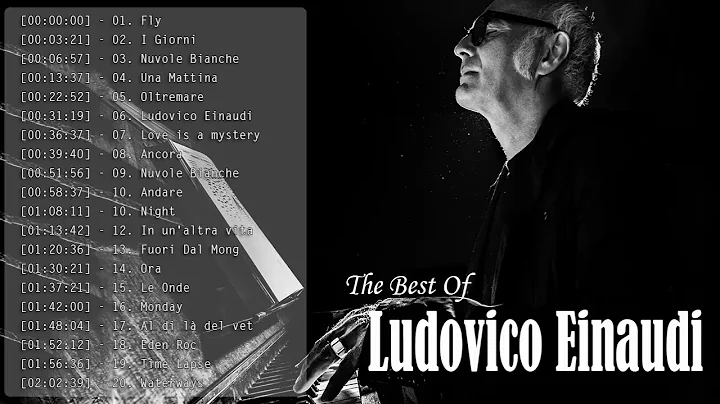 [00:00:00] - 01. Fly
[00:03:21] - 02. I Giorni
[00:06:57] - 03. Nuvole Bianche
[00:13:37] - 04. Una Mattina
[00:22:52] - 05. Oltremare
[00:31:19] - 06. Ludovico Einaudi
[00:36:37] - 07. Love is a mystery
[00:39:40] - 08. Ancora
[00:51:56] - 09. Nuvole Bianche
[00:58:37] - 10. Andare
[01:08:11] - 10. Night
[01:13:42] - 12. In un'altra vita
[01:20:36] - 13. Fuori Dal Mong
[01:30:21] - 14. Ora
[01:37:21] - 15. Le Onde
[01:42:00] - 16. Monday
[01:48:04] - 17. Al di là del vet
[01:52:12] - 18. Eden Roc
[01:56:36] - 19. Time Lapse
[02:02:39] - 20. Waterways
The Best Of
Ludovico Einaudi